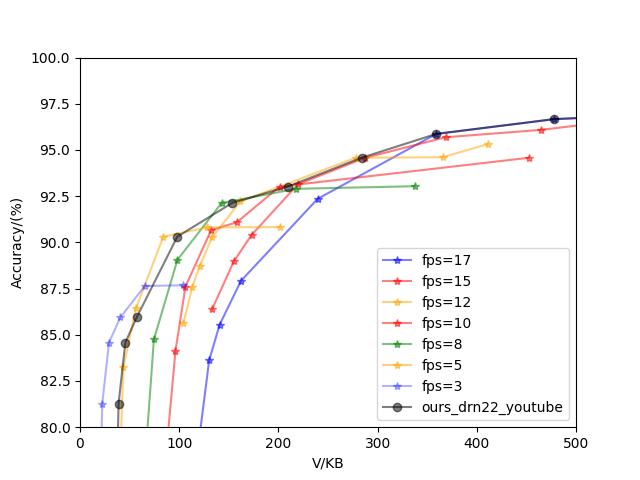 100.0
97.5
95.0
92.5
90.0
87.5
85.0
82.5
80.0
Accuracy/(%)
0 100 200 300 400 500
V/KB
fps=17
fps=15
fps=12
fps=10
fps=8
fps=5
fps=3
ours_drn22_youtube